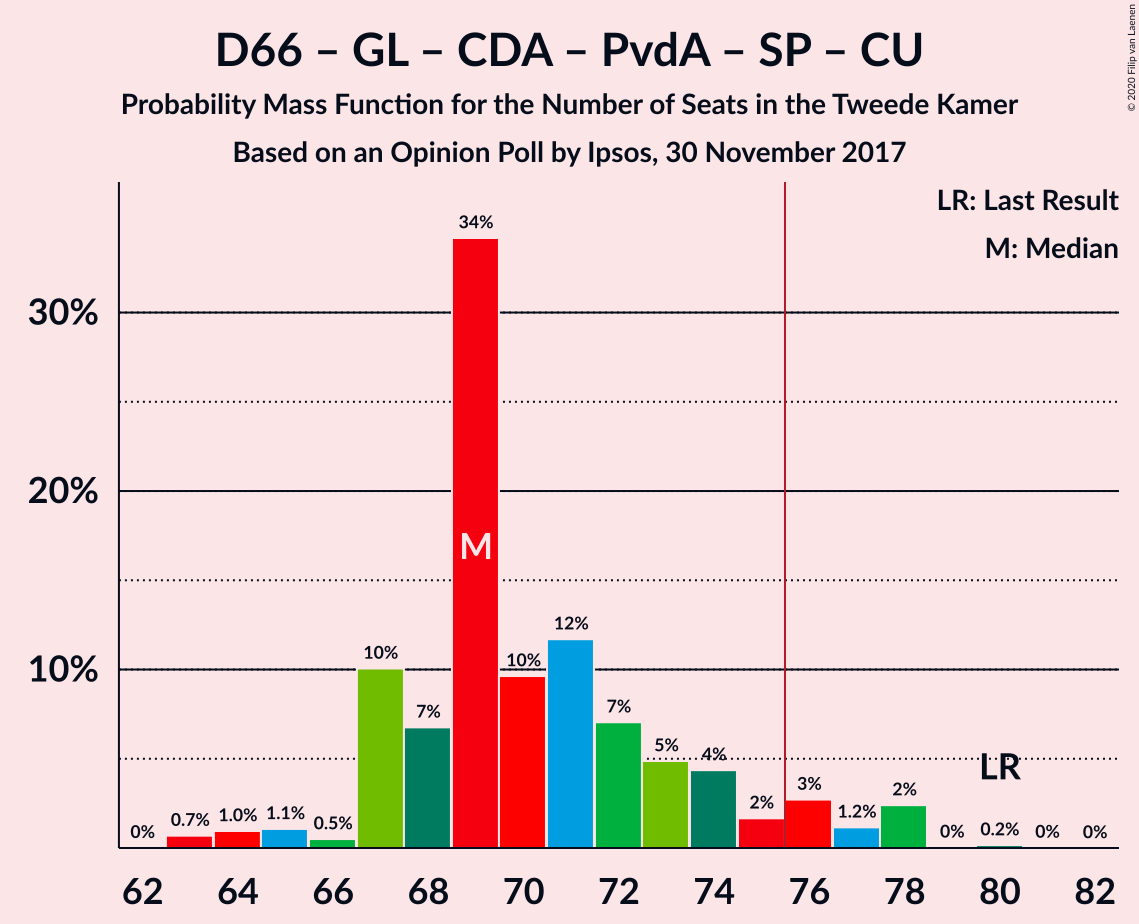 D66 – GL – CDA – PvdA – SP – CU
Probability Mass Function for the Number of Seats in the Tweede Kamer
Based on an Opinion Poll by Ipsos, 30 November 2017
© 2020 Filip van Laenen
LR: Last Result
M: Median
30%
20%
10%
0%
0.7%
1.0%
1.1%
0.5%
10%
7%
34%
M
10%
12%
7%
5%
4%
2%
3%
1.2%
2%
0%
LR
0.2%
0%
0%
62 64 66 68 70 72 74 76 78 80 82